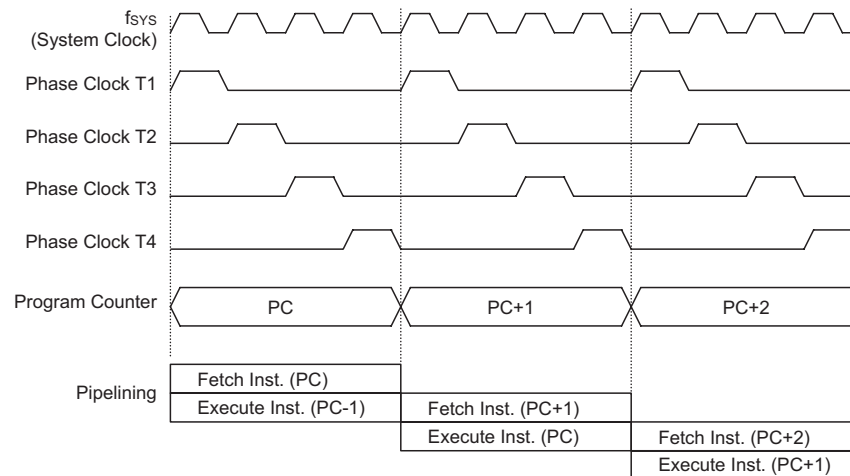 fSYS
(System Clock)
Phase Clock T1
Phase Clock T2
Phase Clock T3
Phase Clock T4
Program Counter
PC
PC+1
PC+2
Pipelining
Fetch Inst. (PC)
Execute Inst. (PC-1)
Fetch Inst. (PC+1)
Execute Inst. (PC)
Fetch Inst. (PC+2)
Execute Inst. (PC+1)